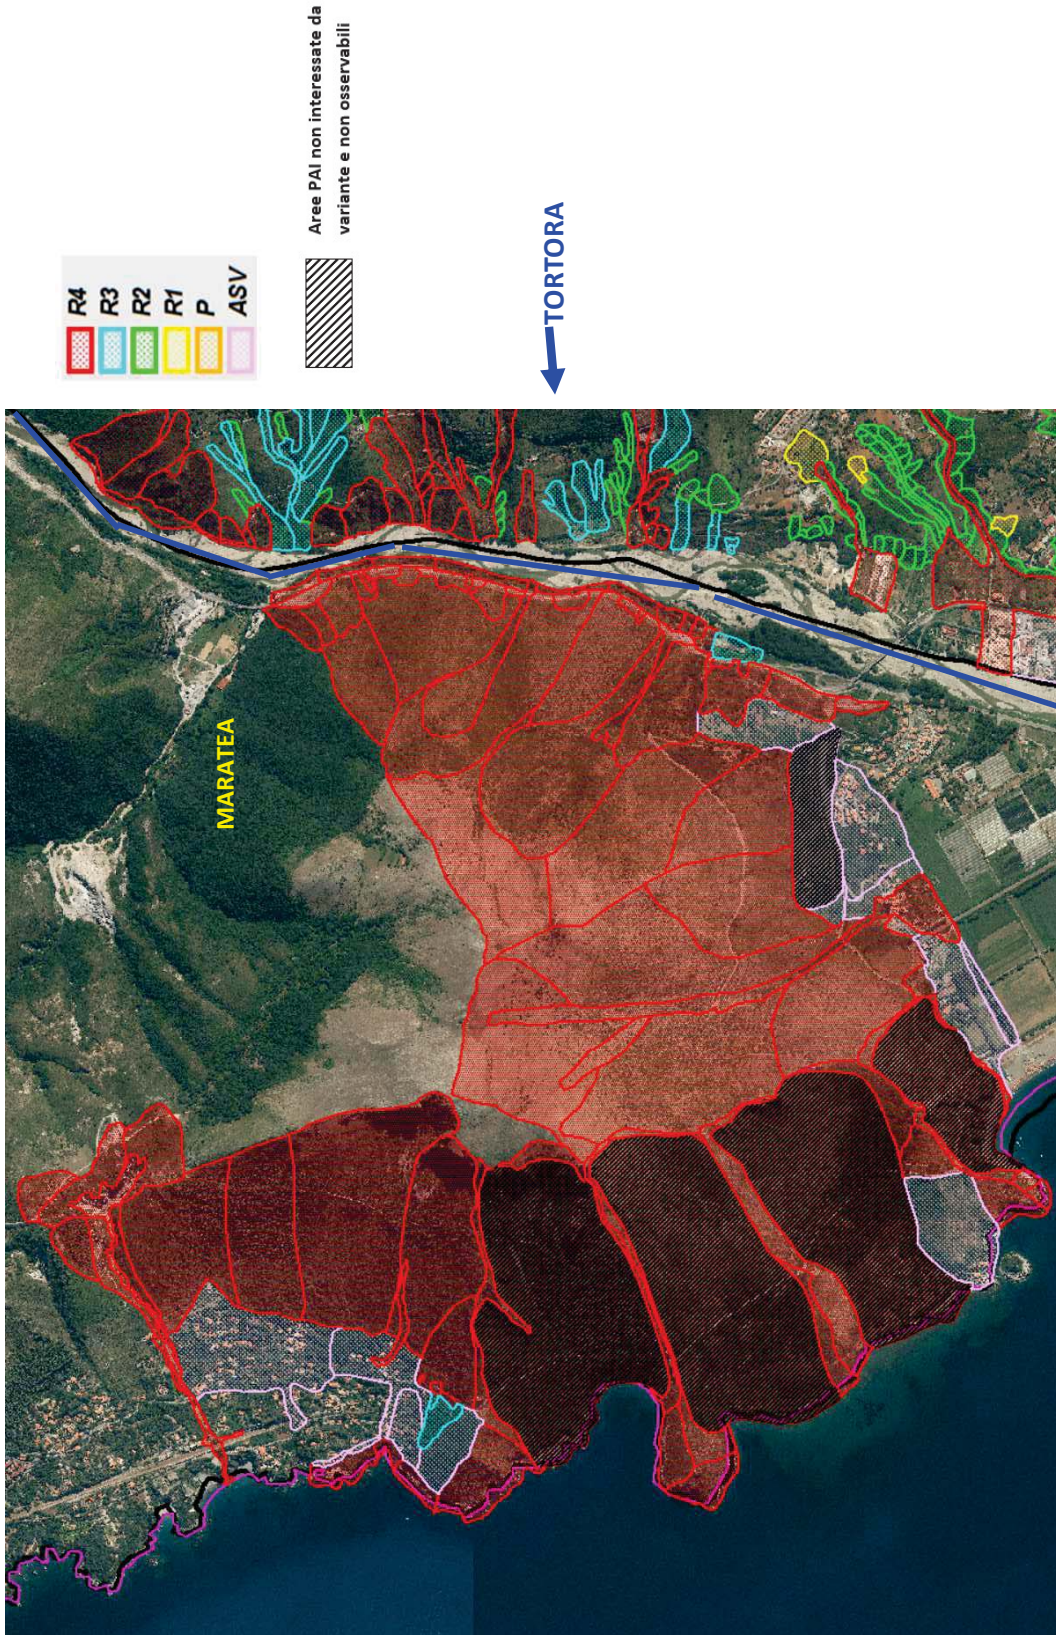 R4
R3
R2
R1
P
ASV
Aree PAI non interessate da
variante e non osservabili
TORTORA
MARATEA